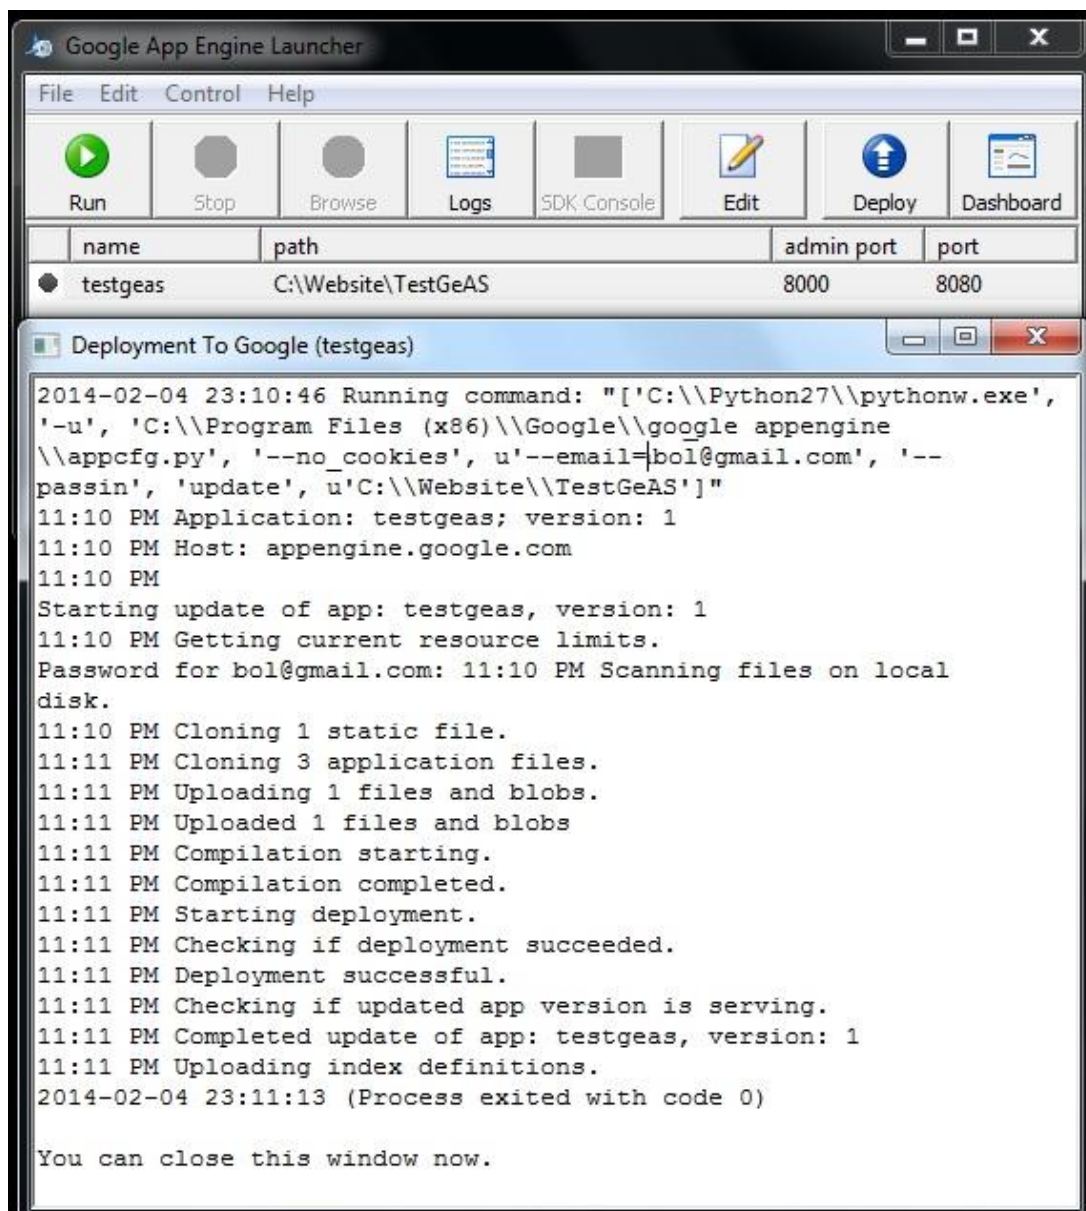 Google App Engine Launcher
File Edit Control Help
Run Stop Browse Logs SDK Console Edit Deploy Dashboard
name path admin port port
testgeas C:\Website\TestGeAS 8000 8080
Deployment To Google (testgeas)
2014-02-04 23:10:46 Running command: "['C:\\Python27\\pythonw.exe',
'-u', 'C:\\Program Files (x86)\\Google\\google_appengine
\\appcfg.py', '--no_cookies', u'--email=bol@gmail.com', '--
passin', 'update', u'C:\\Website\\TestGeAS']"
11:10 PM Application: testgeas; version: 1
11:10 PM Host: appengine.google.com
11:10 PM
Starting update of app: testgeas, version: 1
11:10 PM Getting current resource limits.
Password for bol@gmail.com: 11:10 PM Scanning files on local
disk.
11:10 PM Cloning 1 static file.
11:11 PM Cloning 3 application files.
11:11 PM Uploading 1 files and blobs.
11:11 PM Uploaded 1 files and blobs
11:11 PM Compilation starting.
11:11 PM Compilation completed.
11:11 PM Starting deployment.
11:11 PM Checking if deployment succeeded.
11:11 PM Deployment successful.
11:11 PM Checking if updated app version is serving.
11:11 PM Completed update of app: testgeas, version: 1
11:11 PM Uploading index definitions.
2014-02-04 23:11:13 (Process exited with code 0)
You can close this window now.